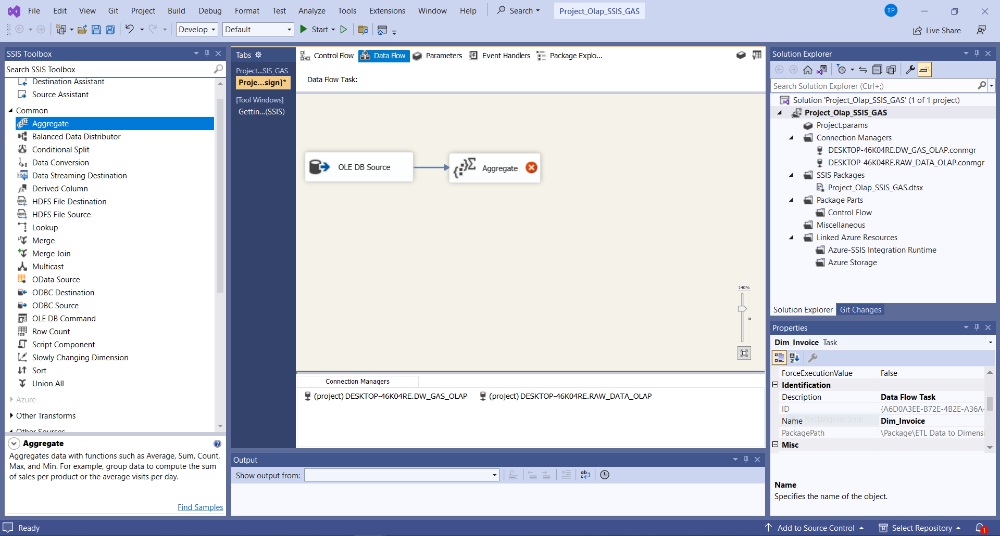 File Edit View Git Project Build Debug Format Test Analyze Tools Extensions Window Help Search Project_Olap_SSIS_GAS TP
Develop Default Start Live Share
SSIS Toolbox
Search SSIS Toolbox
Destination Assistant
Source Assistant
Common
Aggregate
Balanced Data Distributor
Conditional Split
Data Conversion
Data Streaming Destination
Derived Column
HDFS File Destination
HDFS File Source
Lookup
Merge
Merge Join
Multicast
OData Source
ODBC Destination
ODBC Source
OLE DB Command
Row Count
Script Component
Slowly Changing Dimension
Sort
Union All
Azure
Other Transforms
Other Sources
Aggregate
Aggregates data with functions such as Average, Sum, Count,
Max, and Min. For example, group data to compute the sum
of sales per product or the average visits per day.
Find Samples
Tabs
Project...SIS_GAS
Proje...sign]*
[Tool Windows]
Gettin...(SSIS)
Control Flow Data Flow Parameters Event Handlers Package Explo...
Data Flow Task:
OLE DB Source
Aggregate
140%
Connection Managers
(project) DESKTOP-46K04RE.DW_GAS_OLAP (project) DESKTOP-46K04RE.RAW_DATA_OLAP
Output
Show output from:
Solution Explorer
Search Solution Explorer (Ctrl+;)
Solution 'Project_Olap_SSIS_GAS' (1 of 1 project)
Project_Olap_SSIS_GAS
Project.params
Connection Managers
DESKTOP-46K04RE.DW_GAS_OLAP.conmgr
DESKTOP-46K04RE.RAW_DATA_OLAP.conmgr
SSIS Packages
Project_Olap_SSIS_GAS.dtsx
Package Parts
Control Flow
Miscellaneous
Linked Azure Resources
Azure-SSIS Integration Runtime
Azure Storage
Solution Explorer Git Changes
Properties
Dim_Invoice Task
ForceExecutionValue False
Identification
Description Data Flow Task
ID {A6D0A3EE-B72E-4B2E-A36A-
Rectangular Snip
Name Dim_Invoice
PackagePath \Package\ETL Data to Dimensi
Misc
Name
Specifies the name of the object.
Ready
Add to Source Control Select Repository 1